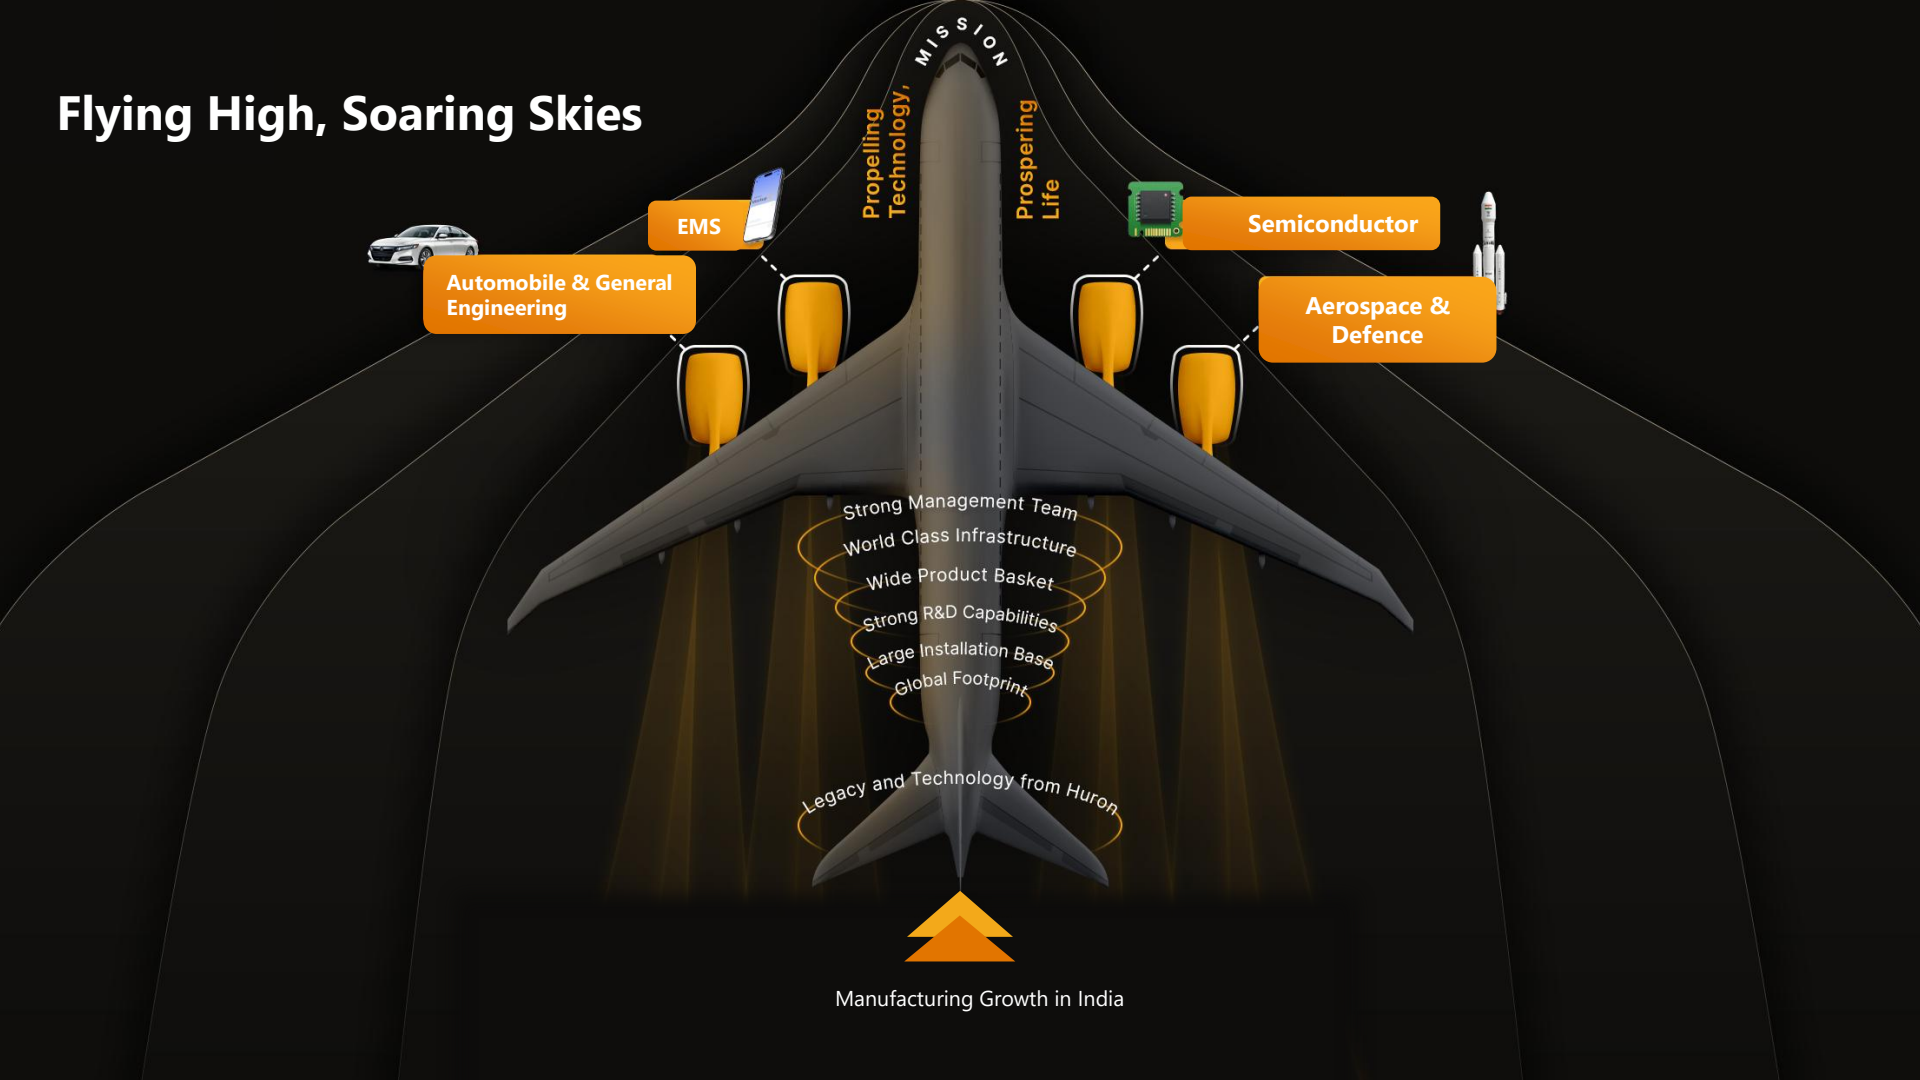 MISSION
Flying High, Soaring Skies
Propelling
Technology,
Prospering
Life
EMS
Semiconductor
Automobile & General
Engineering
Aerospace &
Defence
Strong Management Team
World Class Infrastructure
Wide Product Basket
Strong R&D Capabilities
Large Installation Base
Global Footprint
Legacy and Technology from Huron
Manufacturing Growth in India